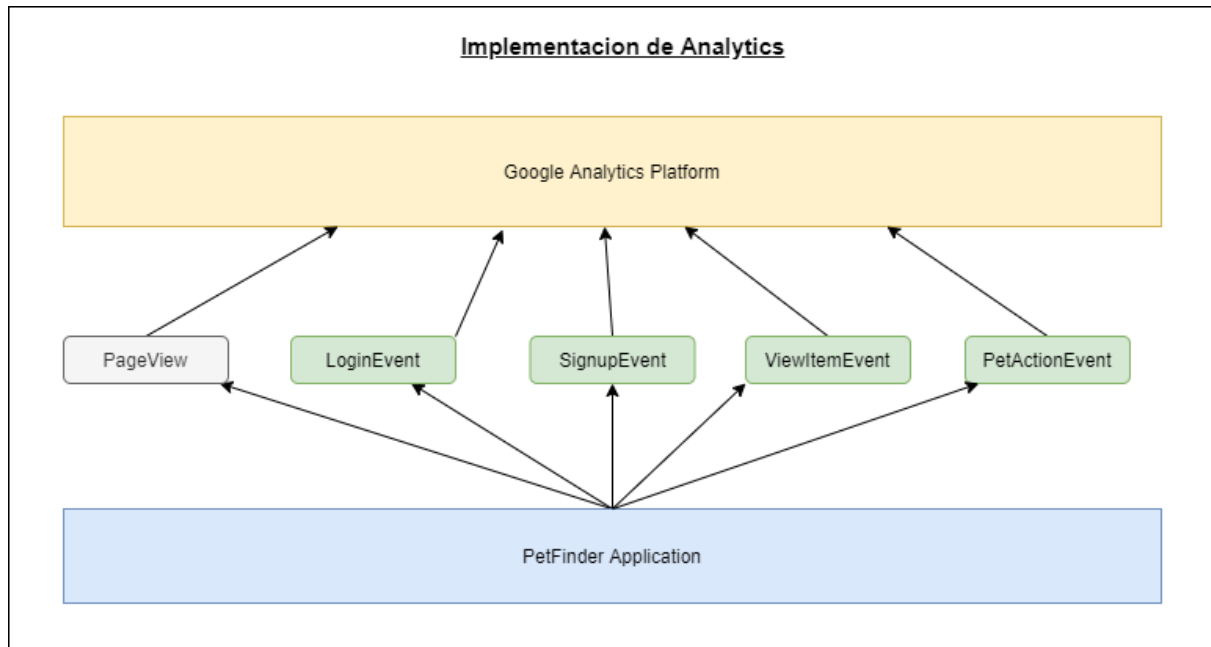 Implementacion de Analytics
Google Analytics Platform
PageView
LoginEvent
SignupEvent
ViewItemEvent
PetActionEvent
PetFinder Application